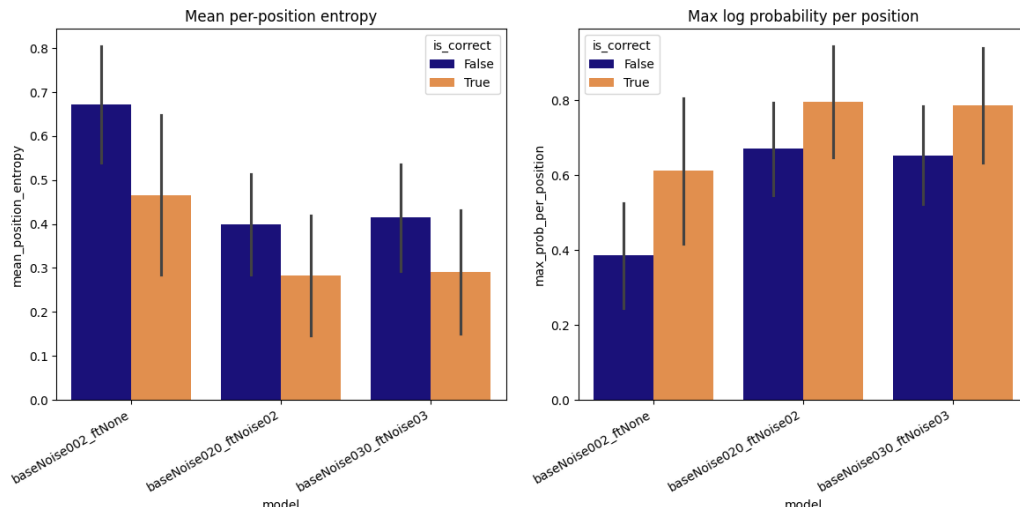 Mean per-position entropy
mean_position_entropy
0.8
0.7
0.6
0.5
0.4
0.3
0.2
0.1
0.0
is_correct
False
True
baseNoise002_ftNone
baseNoise020_ftNoise02
baseNoise030_ftNoise03
model
Max log probability per position
max_prob_per_position
0.8
0.6
0.4
0.2
0.0
is_correct
False
True
baseNoise002_ftNone
baseNoise020_ftNoise02
baseNoise030_ftNoise03
model